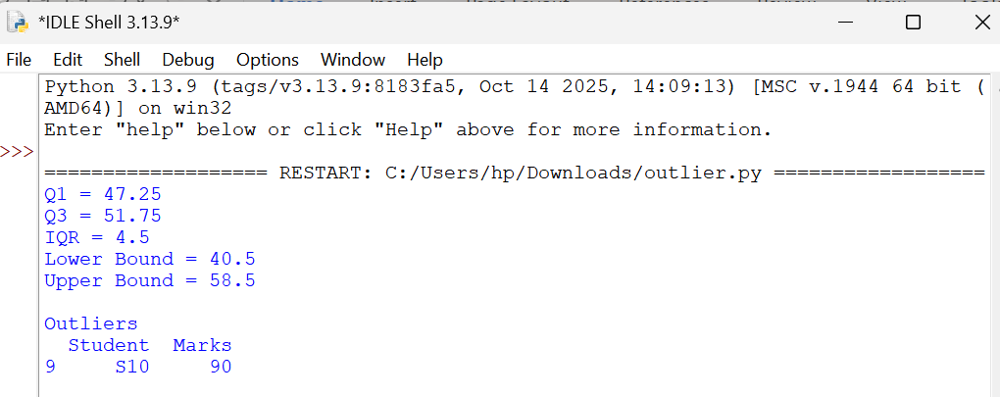 *IDLE Shell 3.13.9*
File Edit Shell Debug Options Window Help
Python 3.13.9 (tags/v3.13.9:8183fa5, Oct 14 2025, 14:09:13) [MSC v.1944 64 bit (
AMD64)] on win32
Enter "help" below or click "Help" above for more information.
>>>
=================== RESTART: C:/Users/hp/Downloads/outlier.py ==================
Q1 = 47.25
Q3 = 51.75
IQR = 4.5
Lower Bound = 40.5
Upper Bound = 58.5
Outliers
Student Marks
9 S10 90